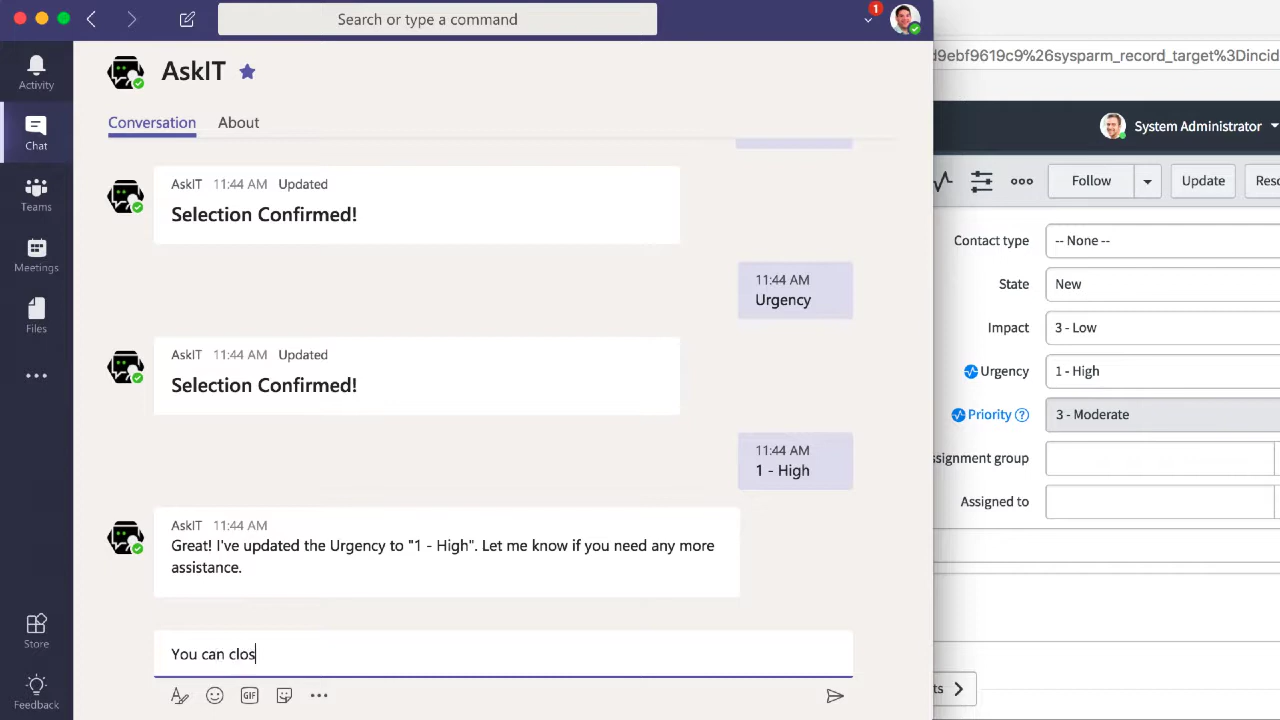 Search or type a command
1
d9ebf9619c9%26sysparm_record_target%3Dincid
Activity
Chat
Teams
Meetings
Files
Store
Feedback
AskIT
Conversation
About
AskIT 11:44 AM Updated
Selection Confirmed!
11:44 AM
Urgency
AskIT 11:44 AM Updated
Selection Confirmed!
11:44 AM
1 - High
AskIT 11:44 AM
Great! I've updated the Urgency to "1 - High". Let me know if you need any more
assistance.
You can clos
GIF
System Administrator
Follow
Update
Reso
Contact type
-- None --
State
New
Impact
3 - Low
Urgency
1 - High
Priority ?
3 - Moderate
ssignment group
Assigned to
ts